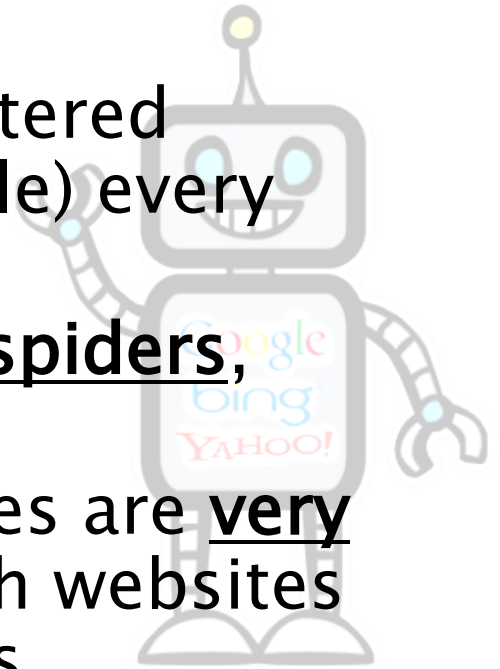 tered
le) every
Google
spiders,
bing
YAHOO!
es are very
h websites
s